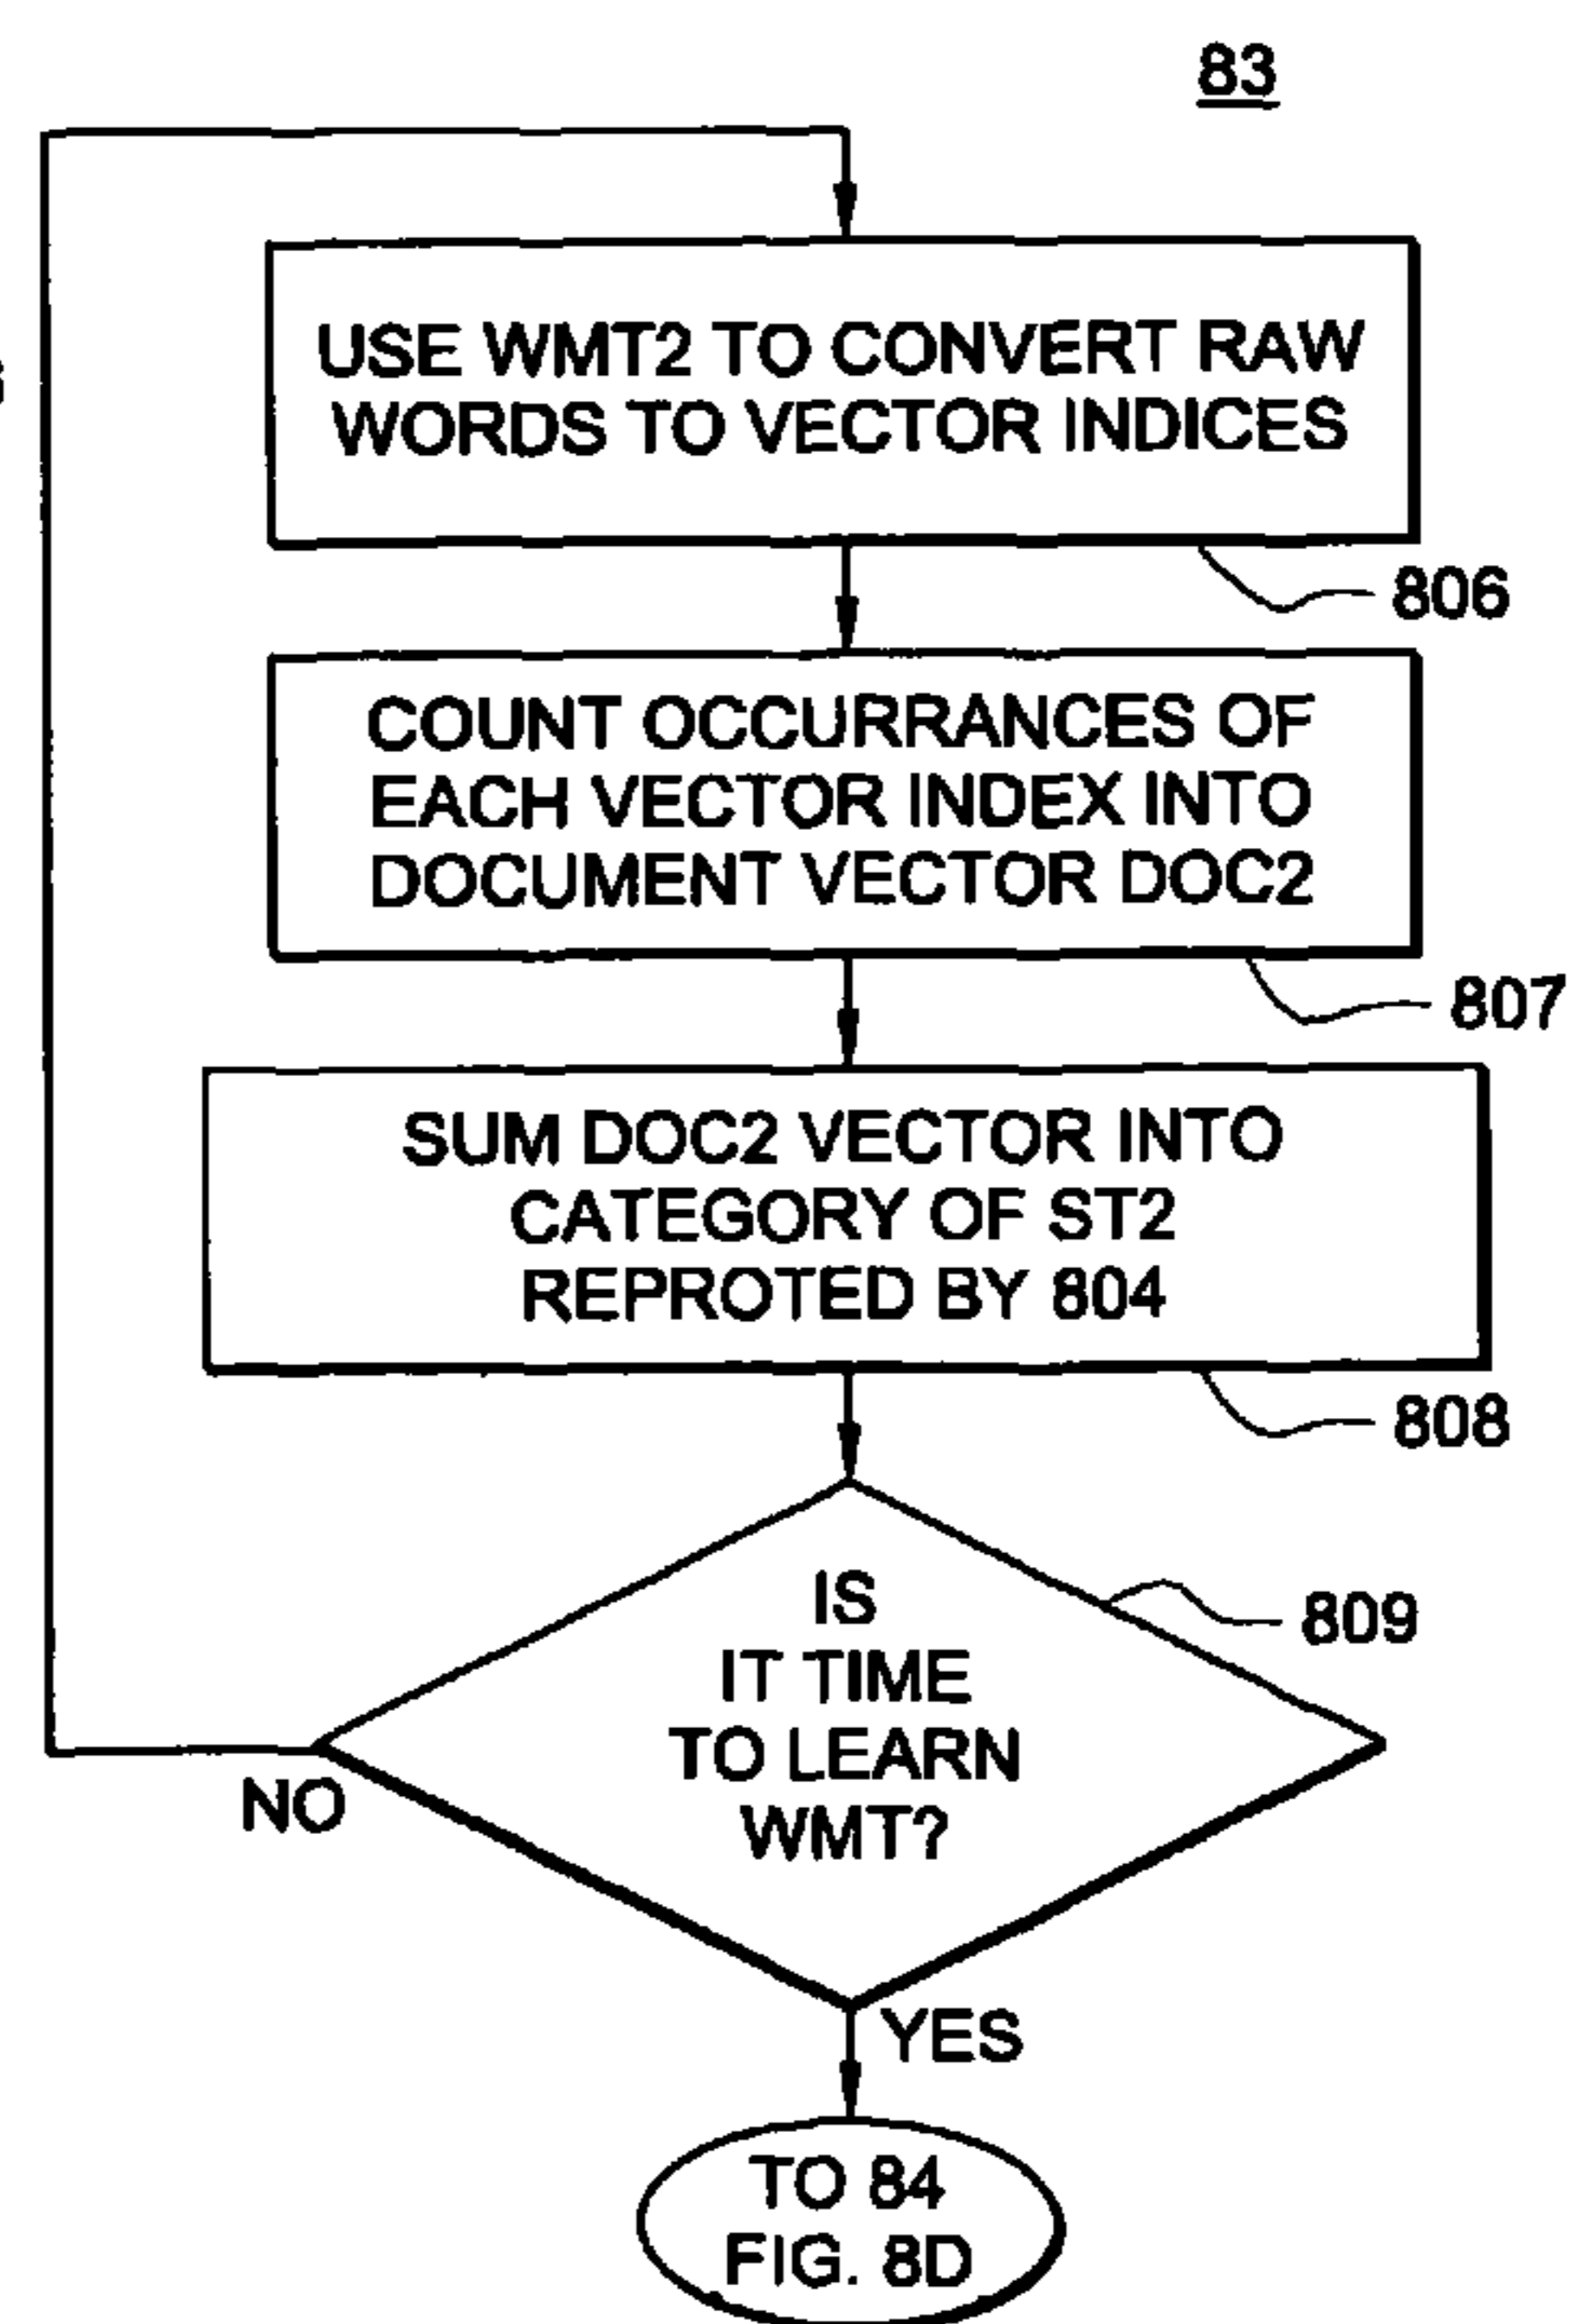 83
USE WMT2 TO CONVERT RAW
WORDS TO VECTOR INDICES
806
COUNT OCCURRANCES OF
EACH VECTOR INDEX INTO
DOCUMENT VECTOR DOC2
807
SUM DOC2 VECTOR INTO
CATEGORY OF ST2
REPROTED BY 804
808
IS
IT TIME
TO LEARN
WMT?
809
NO
YES
TO 84
FIG. 8D